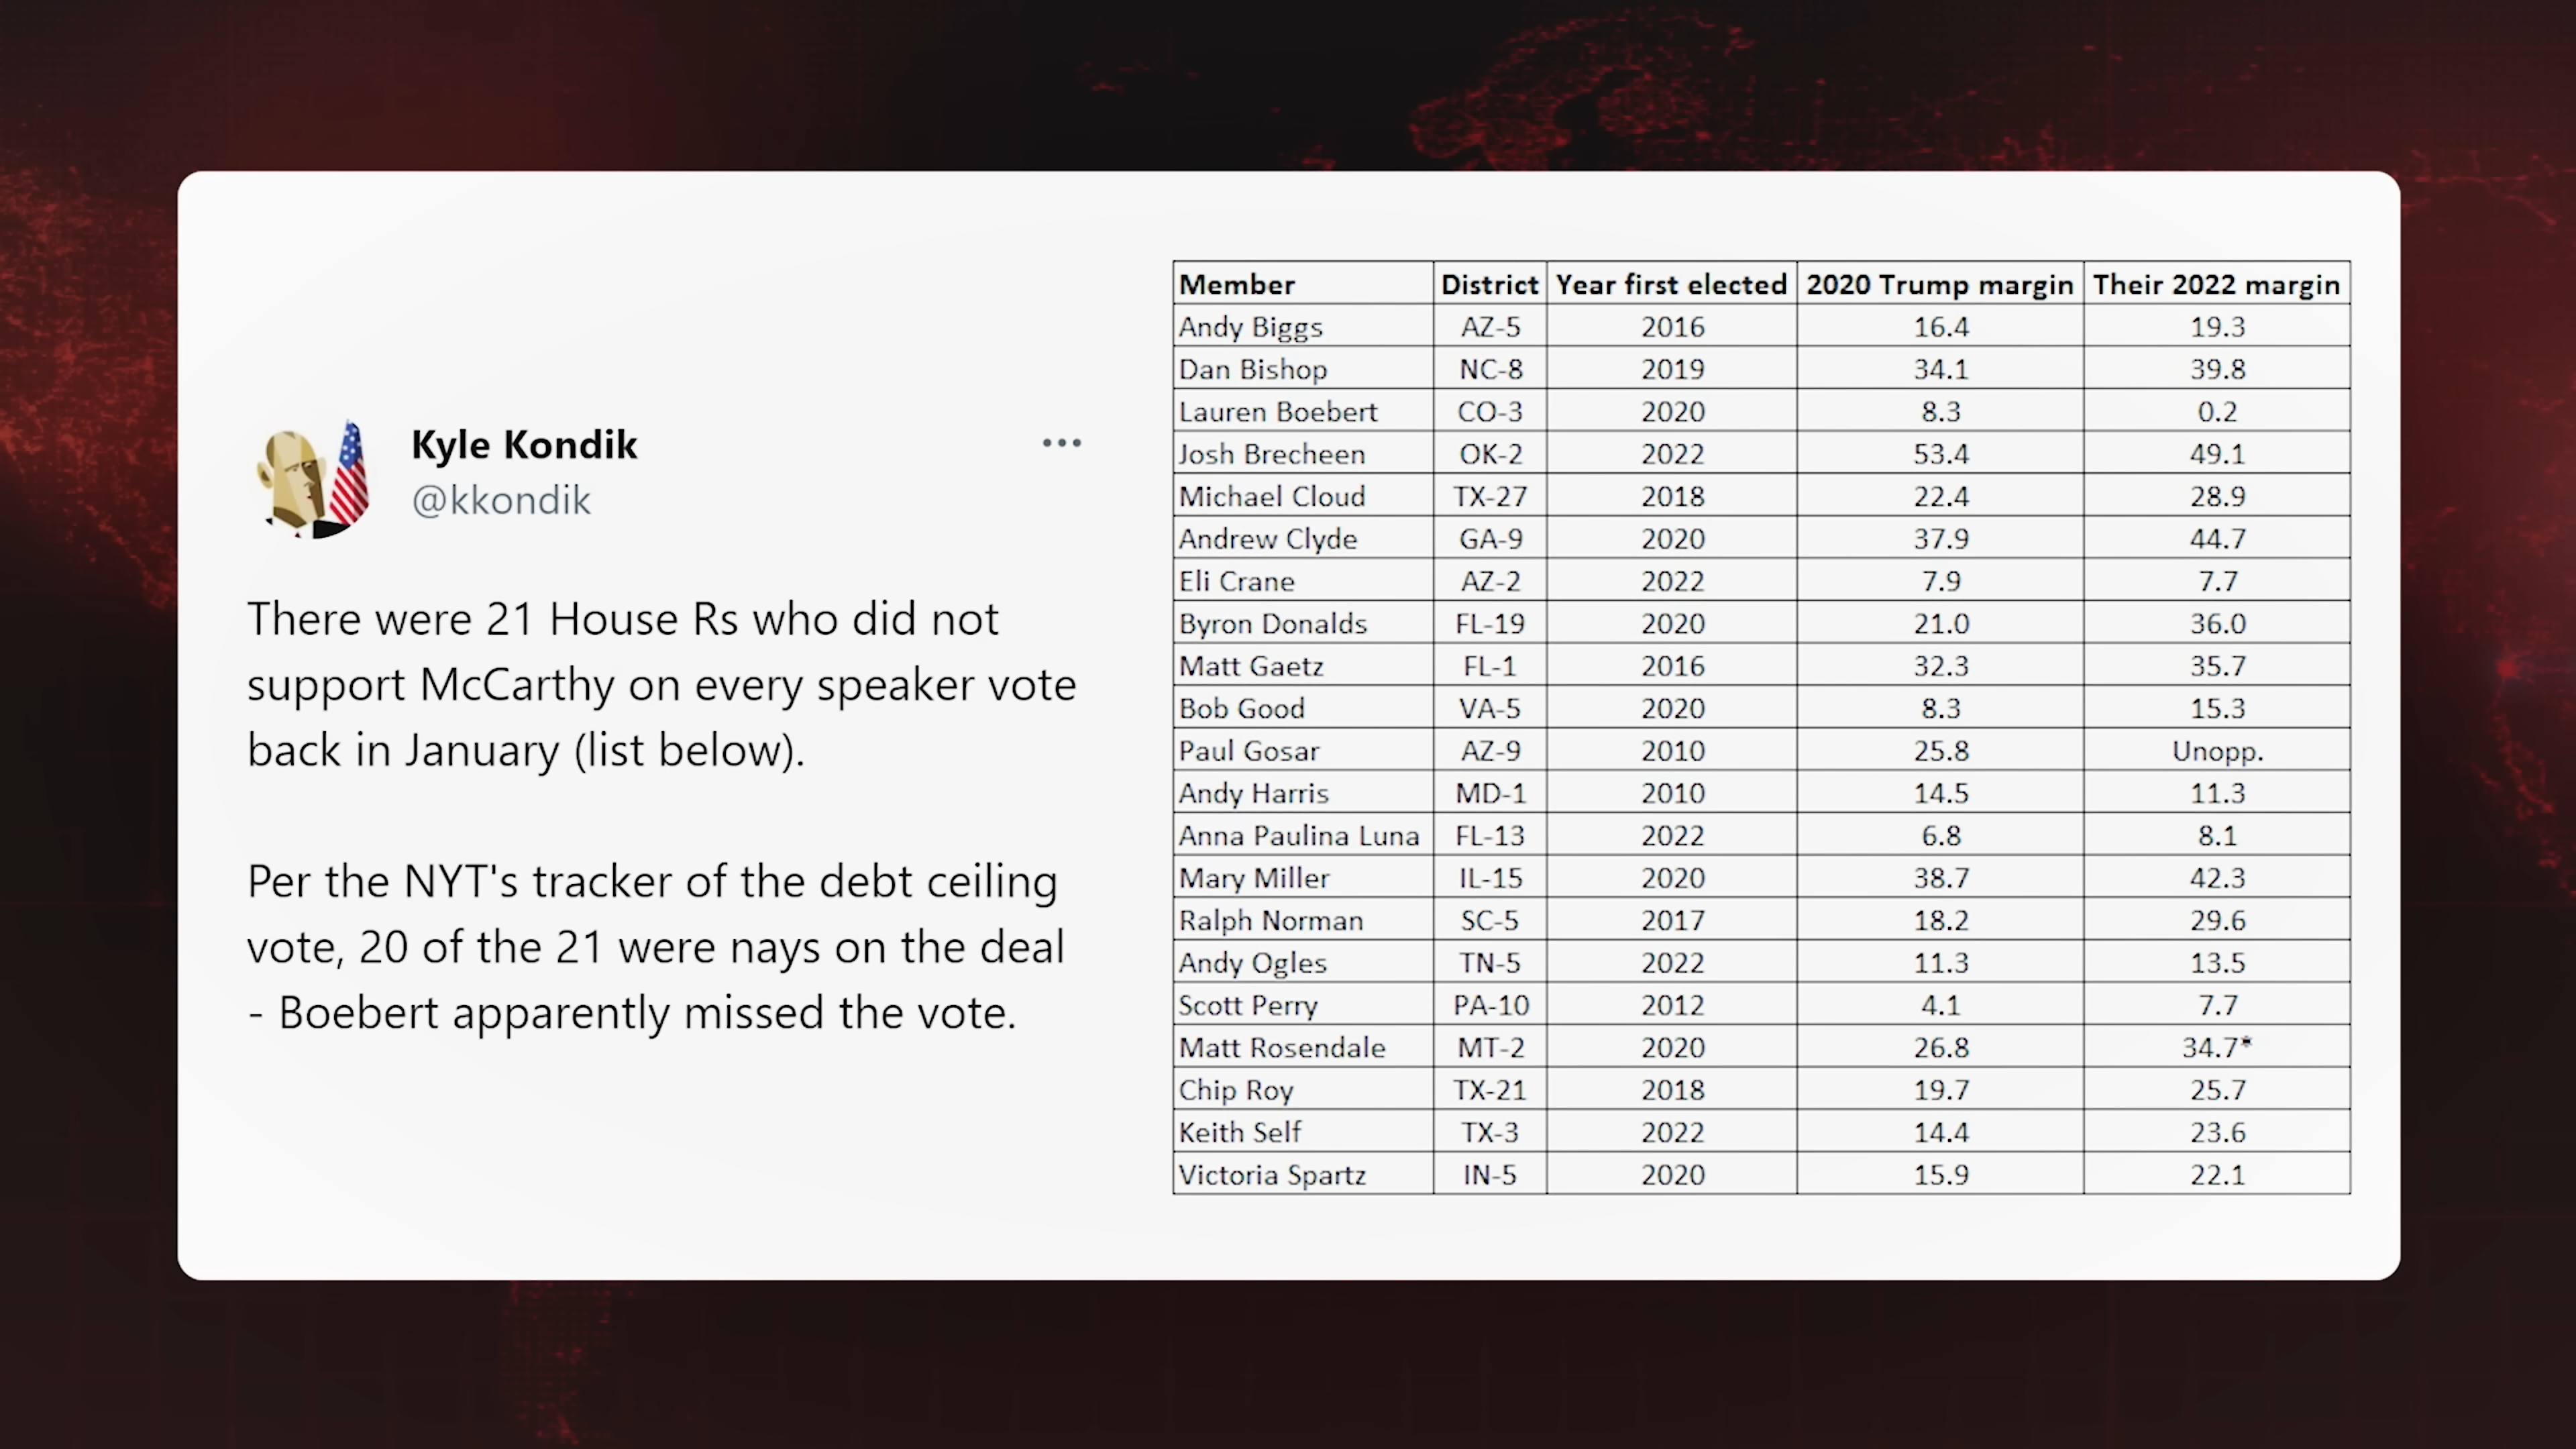 Kyle Kondik
@kkondik
There were 21 House Rs who did not
support McCarthy on every speaker vote
back in January (list below).
Per the NYT's tracker of the debt ceiling
vote, 20 of the 21 were nays on the deal
- Boebert apparently missed the vote.
Member District Year first elected 2020 Trump margin Their 2022 margin
Andy Biggs AZ-5 2016 16.4 19.3
Dan Bishop NC-8 2019 34.1 39.8
Lauren Boebert CO-3 2020 8.3 0.2
Josh Brecheen OK-2 2022 53.4 49.1
Michael Cloud TX-27 2018 22.4 28.9
Andrew Clyde GA-9 2020 37.9 44.7
Eli Crane AZ-2 2022 7.9 7.7
Byron Donalds FL-19 2020 21.0 36.0
Matt Gaetz FL-1 2016 32.3 35.7
Bob Good VA-5 2020 8.3 15.3
Paul Gosar AZ-9 2010 25.8 Unopp.
Andy Harris MD-1 2010 14.5 11.3
Anna Paulina Luna FL-13 2022 6.8 8.1
Mary Miller IL-15 2020 38.7 42.3
Ralph Norman SC-5 2017 18.2 29.6
Andy Ogles TN-5 2022 11.3 13.5
Scott Perry PA-10 2012 4.1 7.7
Matt Rosendale MT-2 2020 26.8 34.7*
Chip Roy TX-21 2018 19.7 25.7
Keith Self TX-3 2022 14.4 23.6
Victoria Spartz IN-5 2020 15.9 22.1